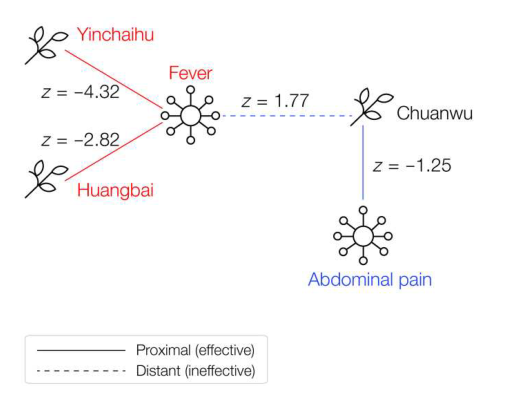 Yinchaihu
Fever
z = −4.32
z = 1.77
Chuanwu
z = −2.82
z = −1.25
Huangbai
Abdominal pain
Proximal (effective)
Distant (ineffective)